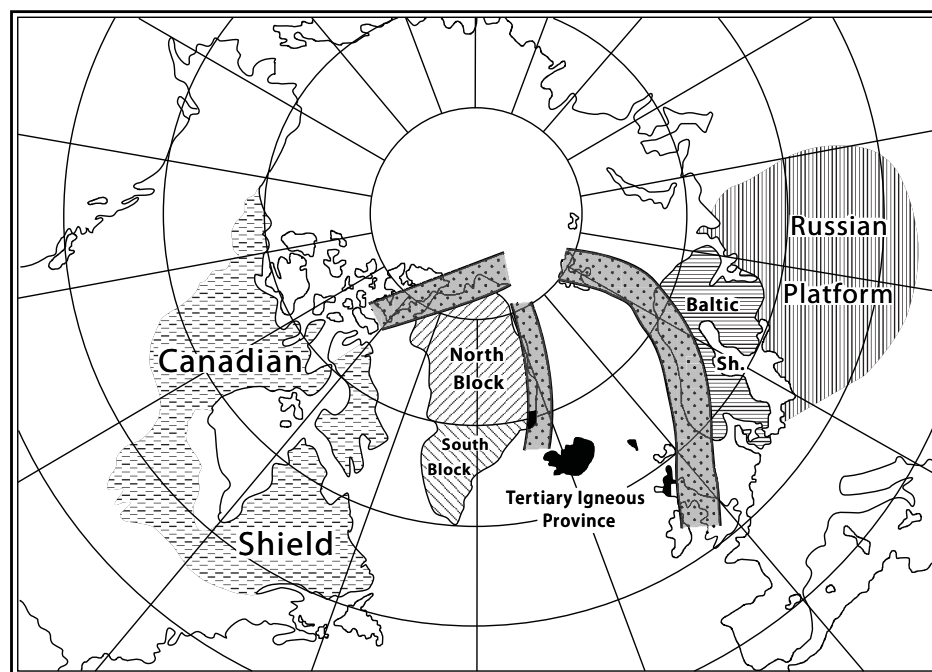 Russian
Platform
Baltic
Sh.
Canadian
Shield
North
Block
South
Block
Tertiary Igneous
Province